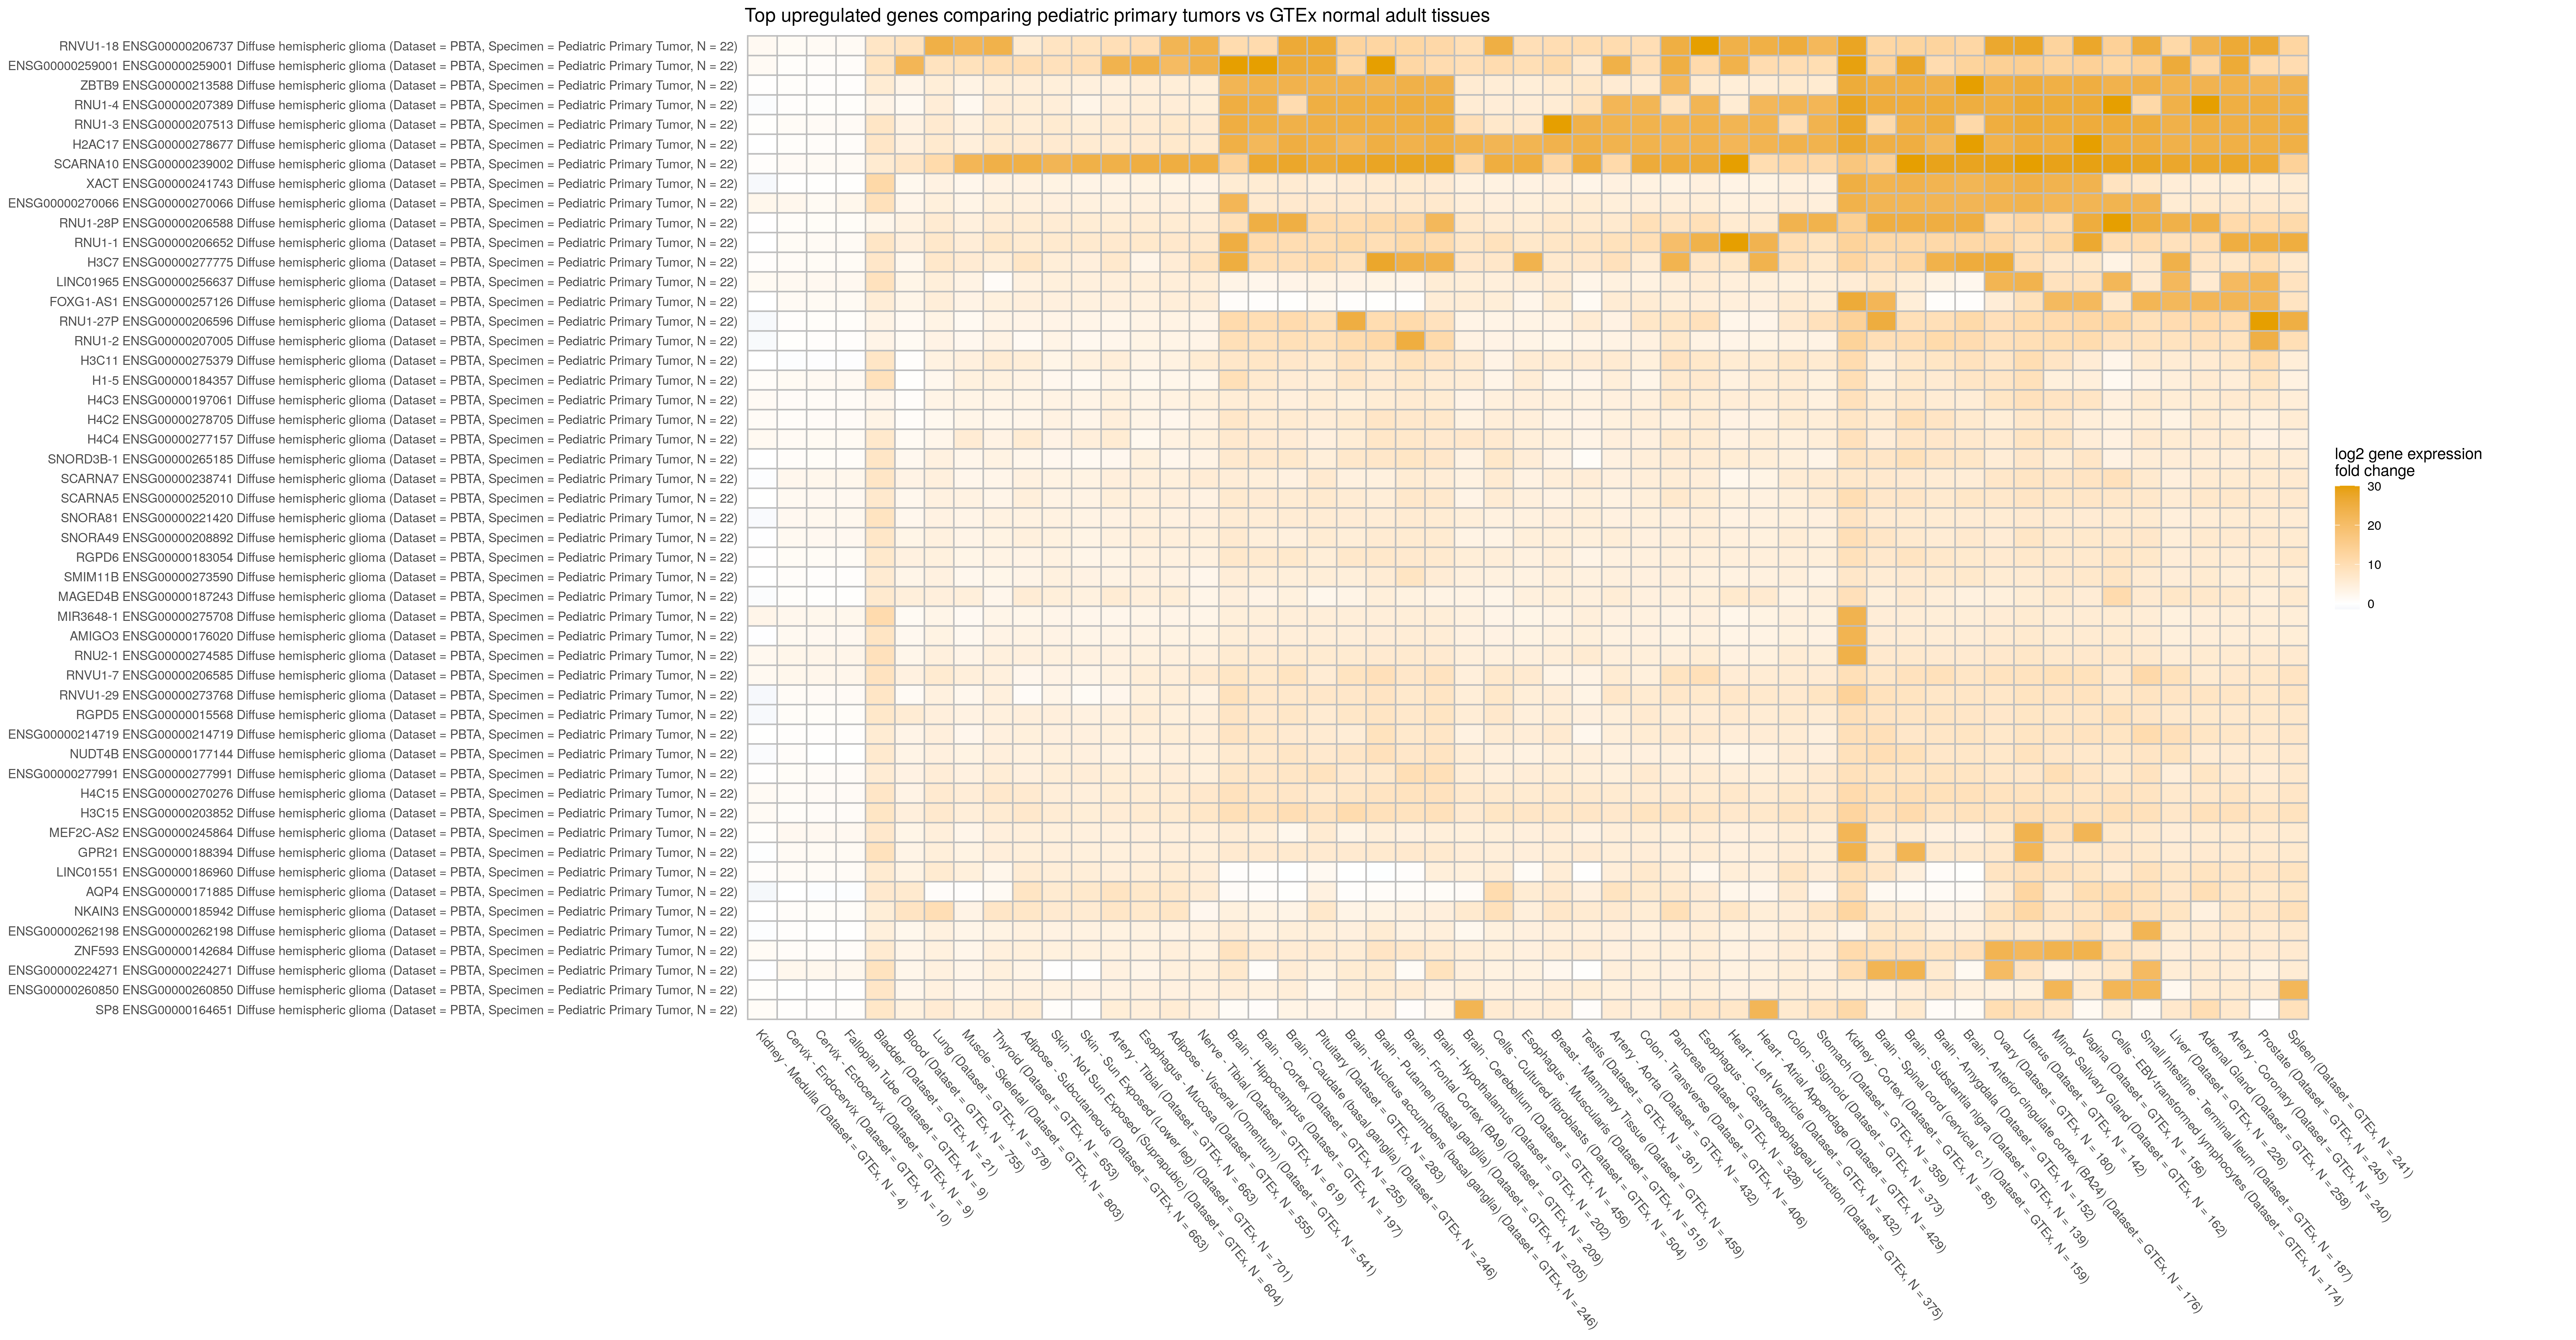 Top upregulated genes comparing pediatric primary tumors vs GTEx normal adult tissues
RNVU1-18 ENSG00000206737 Diffuse hemispheric glioma (Dataset = PBTA, Specimen = Pediatric Primary Tumor, N = 22)
ENSG00000259001 ENSG00000259001 Diffuse hemispheric glioma (Dataset = PBTA, Specimen = Pediatric Primary Tumor, N = 22)
ZBTB9 ENSG00000213588 Diffuse hemispheric glioma (Dataset = PBTA, Specimen = Pediatric Primary Tumor, N = 22)
RNU1-4 ENSG00000207389 Diffuse hemispheric glioma (Dataset = PBTA, Specimen = Pediatric Primary Tumor, N = 22)
RNU1-3 ENSG00000207513 Diffuse hemispheric glioma (Dataset = PBTA, Specimen = Pediatric Primary Tumor, N = 22)
H2AC17 ENSG00000278677 Diffuse hemispheric glioma (Dataset = PBTA, Specimen = Pediatric Primary Tumor, N = 22)
SCARNA10 ENSG00000239002 Diffuse hemispheric glioma (Dataset = PBTA, Specimen = Pediatric Primary Tumor, N = 22)
XACT ENSG00000241743 Diffuse hemispheric glioma (Dataset = PBTA, Specimen = Pediatric Primary Tumor, N = 22)
ENSG00000270066 ENSG00000270066 Diffuse hemispheric glioma (Dataset = PBTA, Specimen = Pediatric Primary Tumor, N = 22)
RNU1-28P ENSG00000206588 Diffuse hemispheric glioma (Dataset = PBTA, Specimen = Pediatric Primary Tumor, N = 22)
RNU1-1 ENSG00000206652 Diffuse hemispheric glioma (Dataset = PBTA, Specimen = Pediatric Primary Tumor, N = 22)
H3C7 ENSG00000277775 Diffuse hemispheric glioma (Dataset = PBTA, Specimen = Pediatric Primary Tumor, N = 22)
LINC01965 ENSG00000256637 Diffuse hemispheric glioma (Dataset = PBTA, Specimen = Pediatric Primary Tumor, N = 22)
FOXG1-AS1 ENSG00000257126 Diffuse hemispheric glioma (Dataset = PBTA, Specimen = Pediatric Primary Tumor, N = 22)
RNU1-27P ENSG00000206596 Diffuse hemispheric glioma (Dataset = PBTA, Specimen = Pediatric Primary Tumor, N = 22)
RNU1-2 ENSG00000207005 Diffuse hemispheric glioma (Dataset = PBTA, Specimen = Pediatric Primary Tumor, N = 22)
H3C11 ENSG00000275379 Diffuse hemispheric glioma (Dataset = PBTA, Specimen = Pediatric Primary Tumor, N = 22)
H1-5 ENSG00000184357 Diffuse hemispheric glioma (Dataset = PBTA, Specimen = Pediatric Primary Tumor, N = 22)
H4C3 ENSG00000197061 Diffuse hemispheric glioma (Dataset = PBTA, Specimen = Pediatric Primary Tumor, N = 22)
H4C2 ENSG00000278705 Diffuse hemispheric glioma (Dataset = PBTA, Specimen = Pediatric Primary Tumor, N = 22)
H4C4 ENSG00000277157 Diffuse hemispheric glioma (Dataset = PBTA, Specimen = Pediatric Primary Tumor, N = 22)
SNORD3B-1 ENSG00000265185 Diffuse hemispheric glioma (Dataset = PBTA, Specimen = Pediatric Primary Tumor, N = 22)
SCARNA7 ENSG00000238741 Diffuse hemispheric glioma (Dataset = PBTA, Specimen = Pediatric Primary Tumor, N = 22)
SCARNA5 ENSG00000252010 Diffuse hemispheric glioma (Dataset = PBTA, Specimen = Pediatric Primary Tumor, N = 22)
SNORA81 ENSG00000221420 Diffuse hemispheric glioma (Dataset = PBTA, Specimen = Pediatric Primary Tumor, N = 22)
SNORA49 ENSG00000208892 Diffuse hemispheric glioma (Dataset = PBTA, Specimen = Pediatric Primary Tumor, N = 22)
RGPD6 ENSG00000183054 Diffuse hemispheric glioma (Dataset = PBTA, Specimen = Pediatric Primary Tumor, N = 22)
SMIM11B ENSG00000273590 Diffuse hemispheric glioma (Dataset = PBTA, Specimen = Pediatric Primary Tumor, N = 22)
MAGED4B ENSG00000187243 Diffuse hemispheric glioma (Dataset = PBTA, Specimen = Pediatric Primary Tumor, N = 22)
MIR3648-1 ENSG00000275708 Diffuse hemispheric glioma (Dataset = PBTA, Specimen = Pediatric Primary Tumor, N = 22)
AMIGO3 ENSG00000176020 Diffuse hemispheric glioma (Dataset = PBTA, Specimen = Pediatric Primary Tumor, N = 22)
RNU2-1 ENSG00000274585 Diffuse hemispheric glioma (Dataset = PBTA, Specimen = Pediatric Primary Tumor, N = 22)
RNVU1-7 ENSG00000206585 Diffuse hemispheric glioma (Dataset = PBTA, Specimen = Pediatric Primary Tumor, N = 22)
RNVU1-29 ENSG00000273768 Diffuse hemispheric glioma (Dataset = PBTA, Specimen = Pediatric Primary Tumor, N = 22)
RGPD5 ENSG00000015568 Diffuse hemispheric glioma (Dataset = PBTA, Specimen = Pediatric Primary Tumor, N = 22)
ENSG00000214719 ENSG00000214719 Diffuse hemispheric glioma (Dataset = PBTA, Specimen = Pediatric Primary Tumor, N = 22)
NUDT4B ENSG00000177144 Diffuse hemispheric glioma (Dataset = PBTA, Specimen = Pediatric Primary Tumor, N = 22)
ENSG00000277991 ENSG00000277991 Diffuse hemispheric glioma (Dataset = PBTA, Specimen = Pediatric Primary Tumor, N = 22)
H4C15 ENSG00000270276 Diffuse hemispheric glioma (Dataset = PBTA, Specimen = Pediatric Primary Tumor, N = 22)
H3C15 ENSG00000203852 Diffuse hemispheric glioma (Dataset = PBTA, Specimen = Pediatric Primary Tumor, N = 22)
MEF2C-AS2 ENSG00000245864 Diffuse hemispheric glioma (Dataset = PBTA, Specimen = Pediatric Primary Tumor, N = 22)
GPR21 ENSG00000188394 Diffuse hemispheric glioma (Dataset = PBTA, Specimen = Pediatric Primary Tumor, N = 22)
LINC01551 ENSG00000186960 Diffuse hemispheric glioma (Dataset = PBTA, Specimen = Pediatric Primary Tumor, N = 22)
AQP4 ENSG00000171885 Diffuse hemispheric glioma (Dataset = PBTA, Specimen = Pediatric Primary Tumor, N = 22)
NKAIN3 ENSG00000185942 Diffuse hemispheric glioma (Dataset = PBTA, Specimen = Pediatric Primary Tumor, N = 22)
ENSG00000262198 ENSG00000262198 Diffuse hemispheric glioma (Dataset = PBTA, Specimen = Pediatric Primary Tumor, N = 22)
ZNF593 ENSG00000142684 Diffuse hemispheric glioma (Dataset = PBTA, Specimen = Pediatric Primary Tumor, N = 22)
ENSG00000224271 ENSG00000224271 Diffuse hemispheric glioma (Dataset = PBTA, Specimen = Pediatric Primary Tumor, N = 22)
ENSG00000260850 ENSG00000260850 Diffuse hemispheric glioma (Dataset = PBTA, Specimen = Pediatric Primary Tumor, N = 22)
SP8 ENSG00000164651 Diffuse hemispheric glioma (Dataset = PBTA, Specimen = Pediatric Primary Tumor, N = 22)
Kidney - Medulla (Dataset = GTEx, N = 4)
Cervix - Endocervix (Dataset = GTEx, N = 10)
Cervix - Ectocervix (Dataset = GTEx, N = 9)
Fallopian Tube (Dataset = GTEx, N = 9)
Bladder (Dataset = GTEx, N = 21)
Blood (Dataset = GTEx, N = 755)
Lung (Dataset = GTEx, N = 578)
Muscle - Skeletal (Dataset = GTEx, N = 803)
Thyroid (Dataset = GTEx, N = 653)
Adipose - Subcutaneous (Dataset = GTEx, N = 663)
Skin - Not Sun Exposed (Suprapubic) (Dataset = GTEx, N = 604)
Skin - Sun Exposed (Lower leg) (Dataset = GTEx, N = 701)
Artery - Tibial (Dataset = GTEx, N = 663)
Esophagus - Mucosa (Dataset = GTEx, N = 555)
Adipose - Visceral (Omentum) (Dataset = GTEx, N = 541)
Nerve - Tibial (Dataset = GTEx, N = 619)
Brain - Hippocampus (Dataset = GTEx, N = 197)
Brain - Cortex (Dataset = GTEx, N = 255)
Brain - Caudate (basal ganglia) (Dataset = GTEx, N = 246)
Pituitary (Dataset = GTEx, N = 283)
Brain - Nucleus accumbens (basal ganglia) (Dataset = GTEx, N = 246)
Brain - Putamen (basal ganglia) (Dataset = GTEx, N = 205)
Brain - Frontal Cortex (BA9) (Dataset = GTEx, N = 209)
Brain - Hypothalamus (Dataset = GTEx, N = 202)
Brain - Cerebellum (Dataset = GTEx, N = 456)
Cells - Cultured fibroblasts (Dataset = GTEx, N = 504)
Esophagus - Muscularis (Dataset = GTEx, N = 515)
Breast - Mammary Tissue (Dataset = GTEx, N = 459)
Testis (Dataset = GTEx, N = 361)
Artery - Aorta (Dataset = GTEx, N = 432)
Colon - Transverse (Dataset = GTEx, N = 406)
Pancreas (Dataset = GTEx, N = 328)
Esophagus - Gastroesophageal Junction (Dataset = GTEx, N = 375)
Heart - Left Ventricle (Dataset = GTEx, N = 432)
Heart - Atrial Appendage (Dataset = GTEx, N = 429)
Colon - Sigmoid (Dataset = GTEx, N = 373)
Stomach (Dataset = GTEx, N = 359)
Kidney - Cortex (Dataset = GTEx, N = 85)
Brain - Spinal cord (cervical c-1) (Dataset = GTEx, N = 159)
Brain - Substantia nigra (Dataset = GTEx, N = 139)
Brain - Amygdala (Dataset = GTEx, N = 152)
Brain - Anterior cingulate cortex (BA24) (Dataset = GTEx, N = 176)
Ovary (Dataset = GTEx, N = 180)
Uterus (Dataset = GTEx, N = 142)
Minor Salivary Gland (Dataset = GTEx, N = 162)
Vagina (Dataset = GTEx, N = 156)
Cells - EBV-transformed lymphocytes (Dataset = GTEx, N = 174)
Small Intestine - Terminal Ileum (Dataset = GTEx, N = 187)
Liver (Dataset = GTEx, N = 226)
Adrenal Gland (Dataset = GTEx, N = 258)
Artery - Coronary (Dataset = GTEx, N = 240)
Prostate (Dataset = GTEx, N = 245)
Spleen (Dataset = GTEx, N = 241)
log2 gene expression
fold change
30
20
10
0